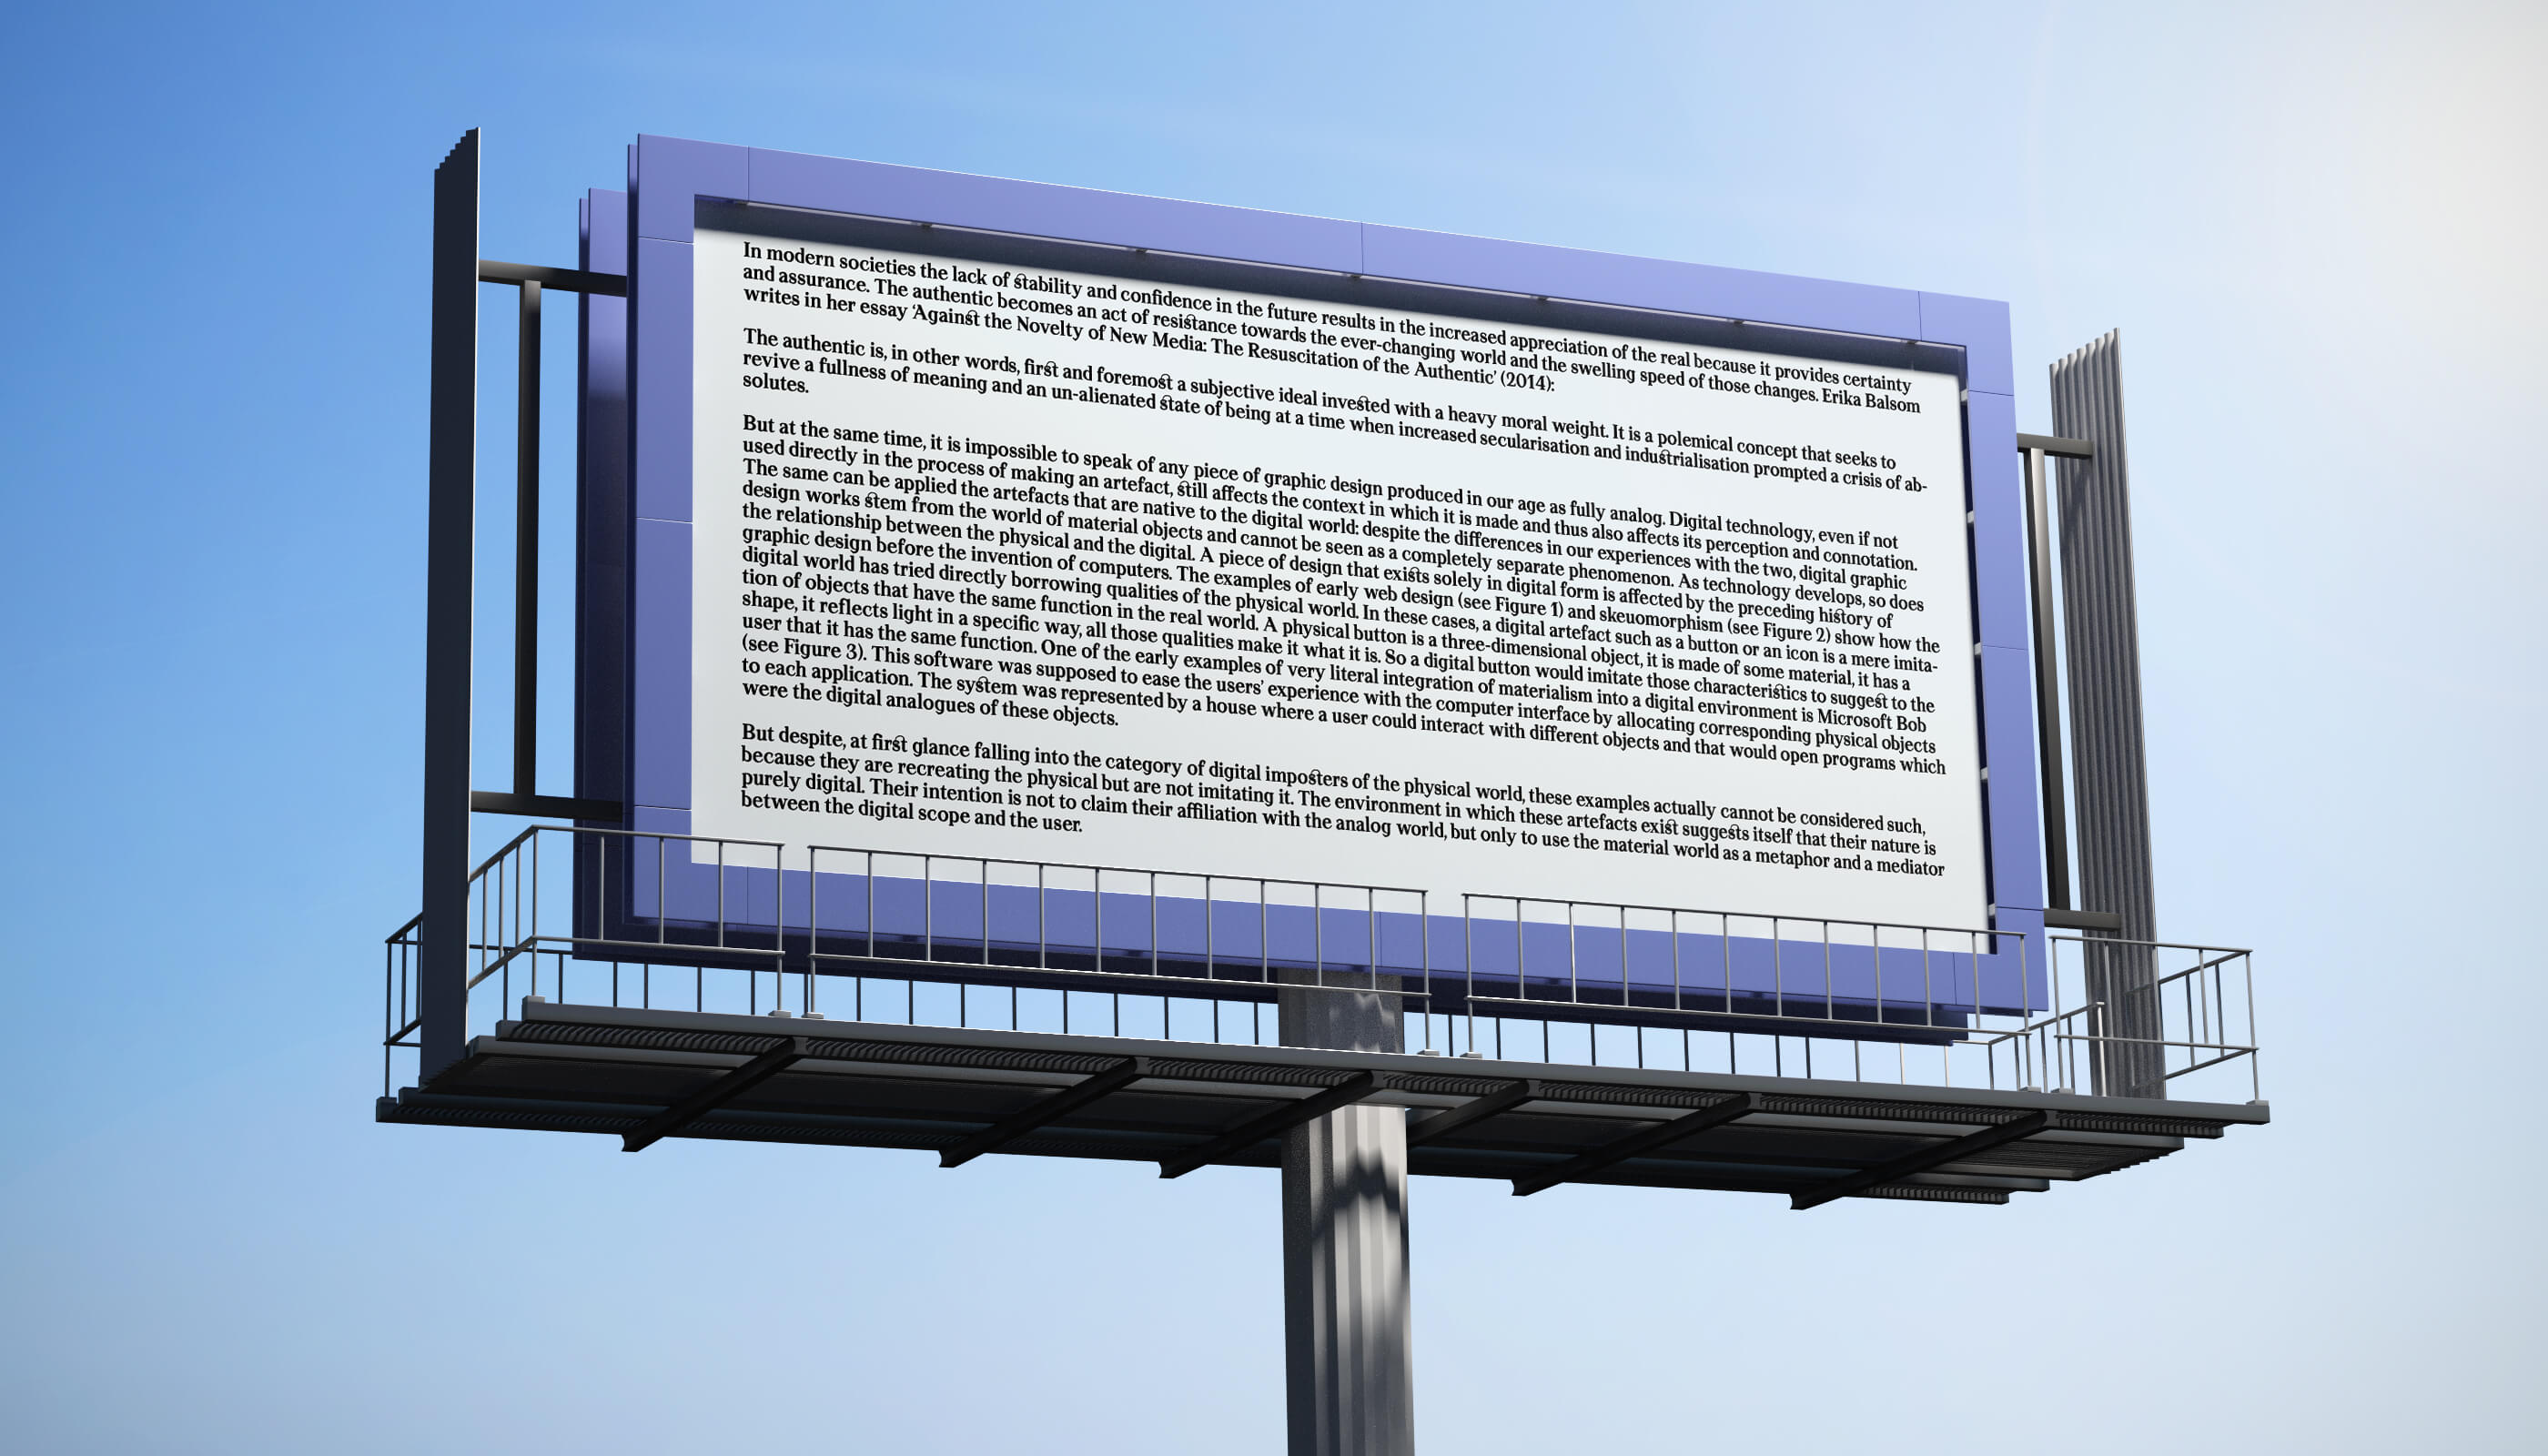 In modern societies the lack of stability and confidence in the future results in the increased appreciation of the real because it provides certainty
and assurance. The authentic becomes an act of resistance towards the ever-changing world and the swelling speed of those changes. Erika Balsom
writes in her essay ‘Against the Novelty of New Media: The Resuscitation of the Authentic’ (2014):
The authentic is, in other words, first and foremost a subjective ideal invested with a heavy moral weight. It is a polemical concept that seeks to
revive a fullness of meaning and an un-alienated state of being at a time when increased secularisation and industrialisation prompted a crisis of ab-
solutes.
But at the same time, it is impossible to speak of any piece of graphic design produced in our age as fully analog. Digital technology, even if not
used directly in the process of making an artefact, still affects the context in which it is made and thus also affects its perception and connotation.
The same can be applied the artefacts that are native to the digital world: despite the differences in our experiences with the two, digital graphic
design works stem from the world of material objects and cannot be seen as a completely separate phenomenon. As technology develops, so does
the relationship between the physical and the digital. A piece of design that exists solely in digital form is affected by the preceding history of
graphic design before the invention of computers. The examples of early web design (see Figure 1) and skeuomorphism (see Figure 2) show how the
digital world has tried directly borrowing qualities of the physical world. In these cases, a digital artefact such as a button or an icon is a mere imita-
tion of objects that have the same function in the real world. A physical button is a three-dimensional object, it is made of some material, it has a
shape, it reflects light in a specific way, all those qualities make it what it is. So a digital button would imitate those characteristics to suggest to the
user that it has the same function. One of the early examples of very literal integration of materialism into a digital environment is Microsoft Bob
(see Figure 3). This software was supposed to ease the users’ experience with the computer interface by allocating corresponding physical objects
to each application. The system was represented by a house where a user could interact with different objects and that would open programs which
were the digital analogues of these objects.
But despite, at first glance falling into the category of digital imposters of the physical world, these examples actually cannot be considered such,
because they are recreating the physical but are not imitating it. The environment in which these artefacts exist suggests itself that their nature is
purely digital. Their intention is not to claim their affiliation with the analog world, but only to use the material world as a metaphor and a mediator
between the digital scope and the user.